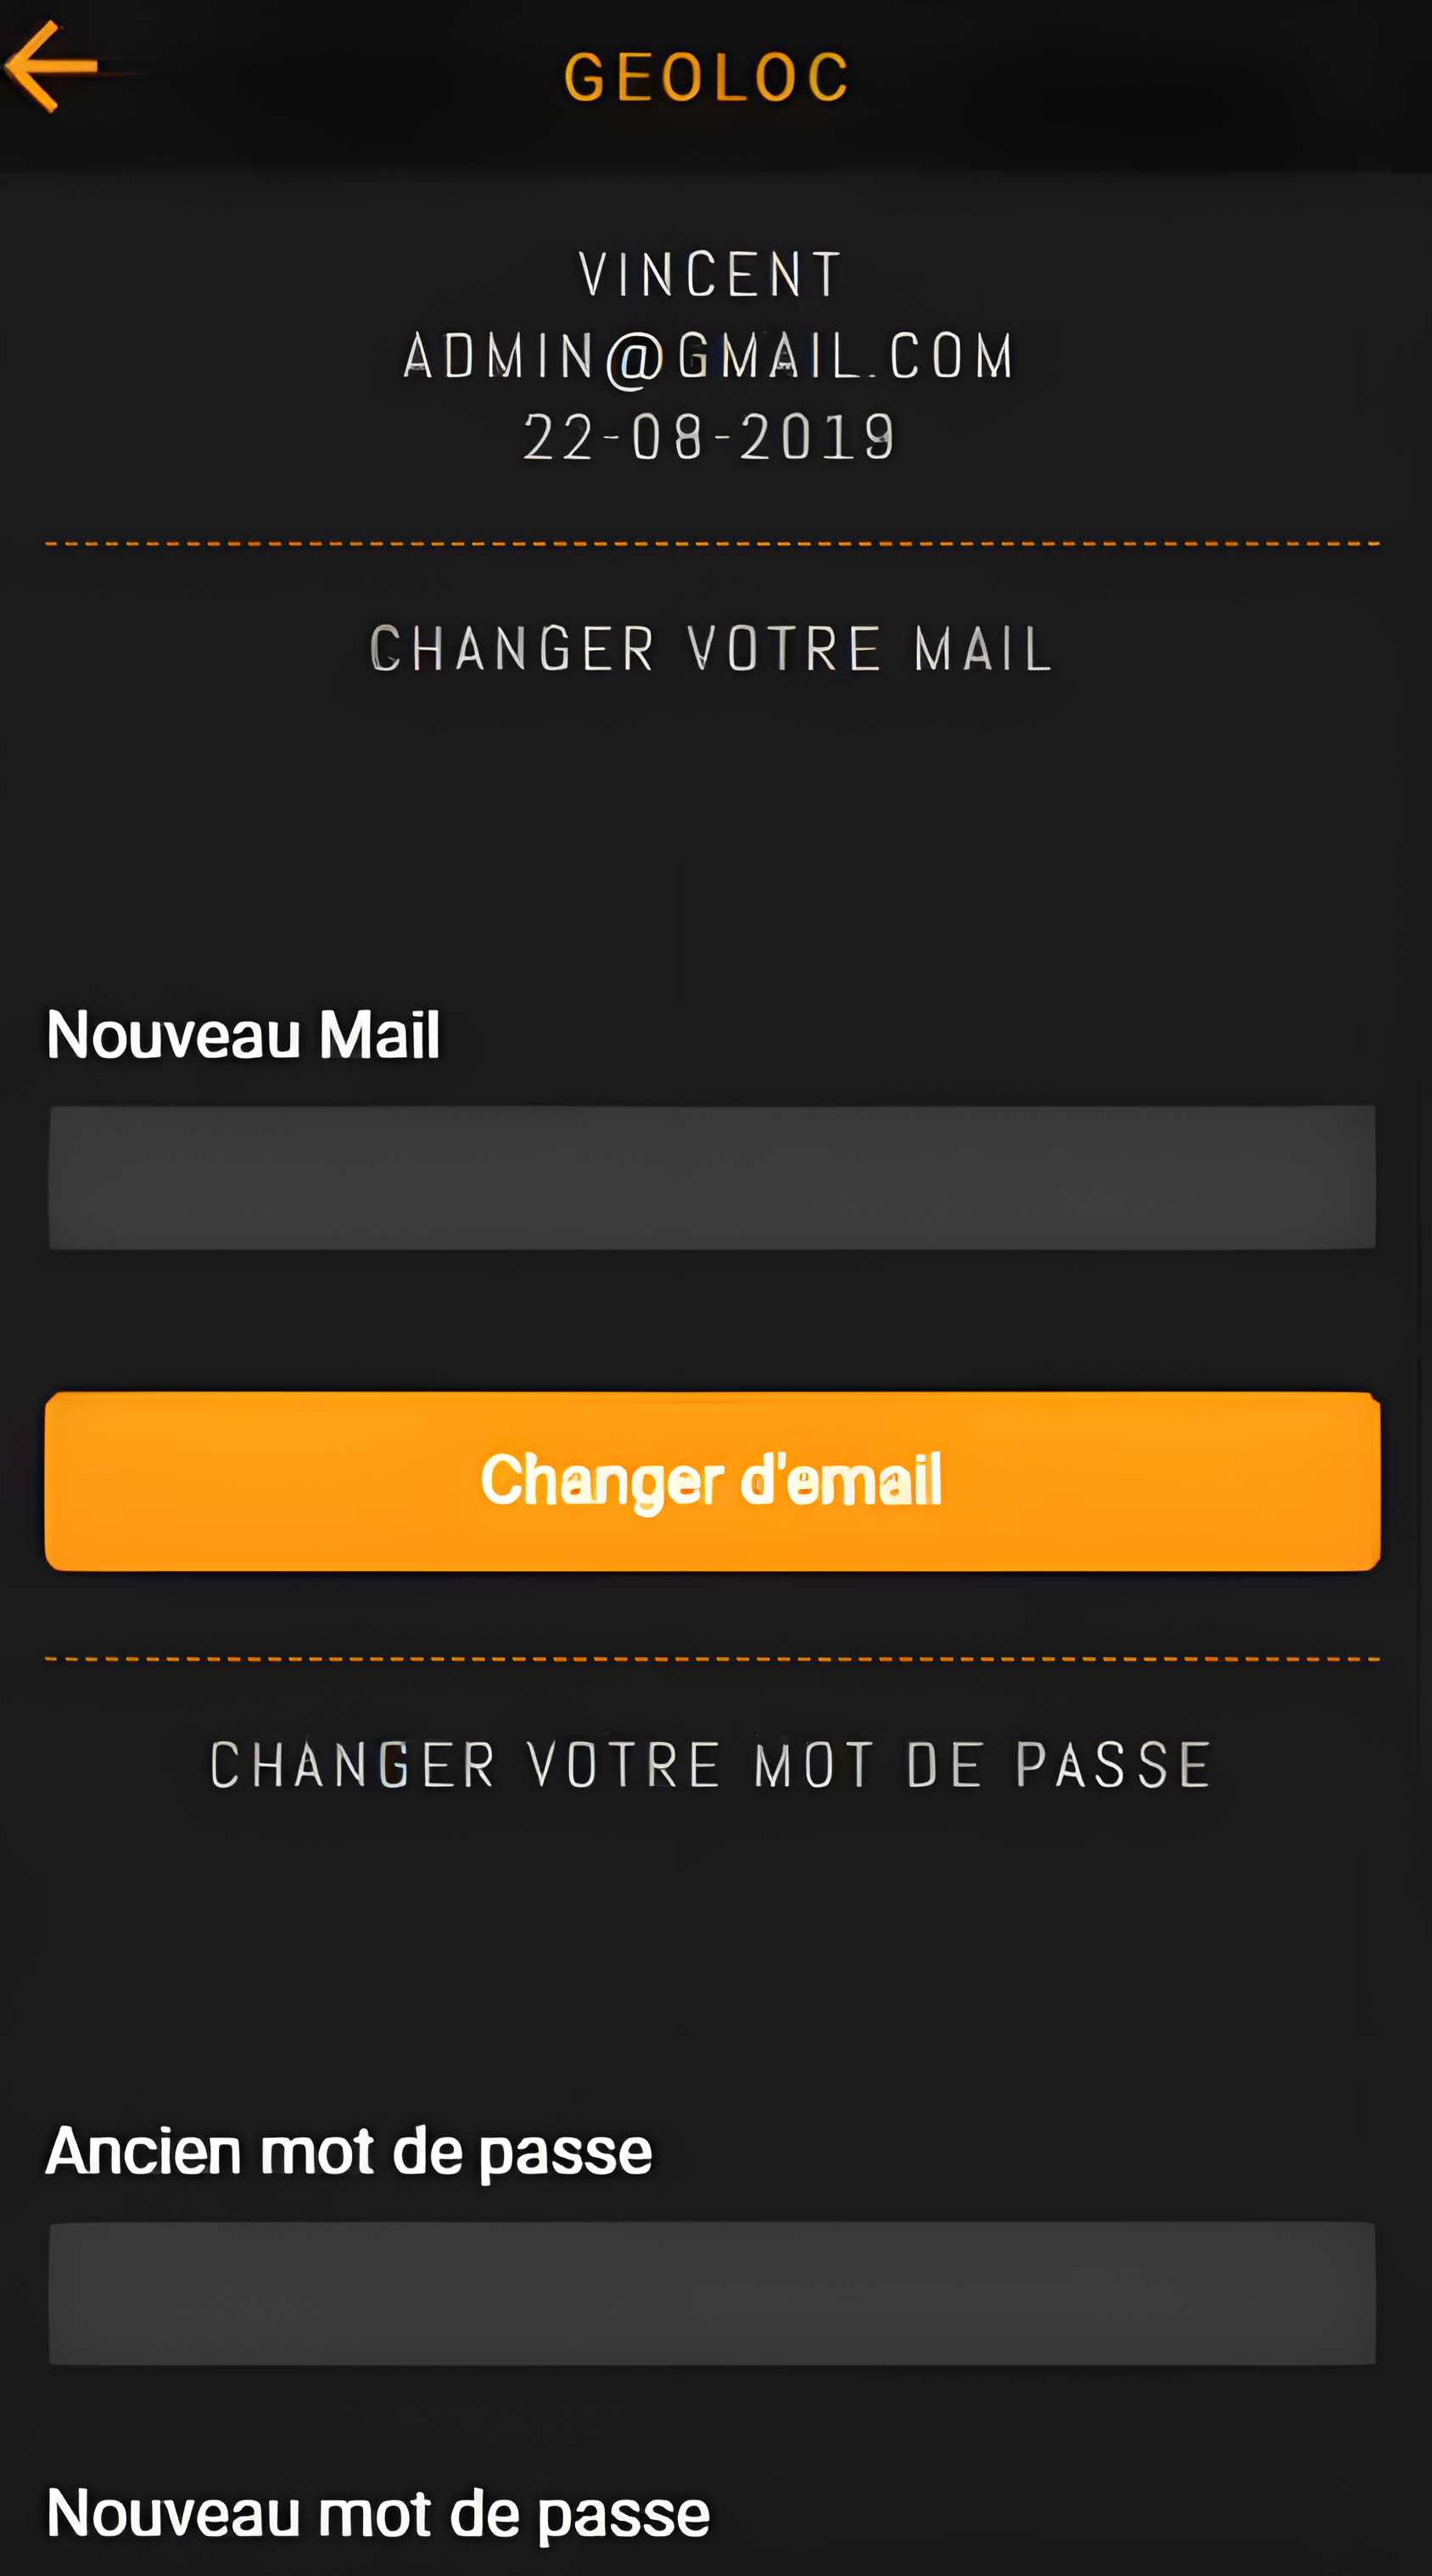 GEOLOC
VINCENT
ADMIN@GMAIL.COM
22-08-2019
CHANGER VOTRE MAIL
Nouveau Mail
Changer d'email
CHANGER VOTRE MOT DE PASSE
Ancien mot de passe
Nouveau mot de passe